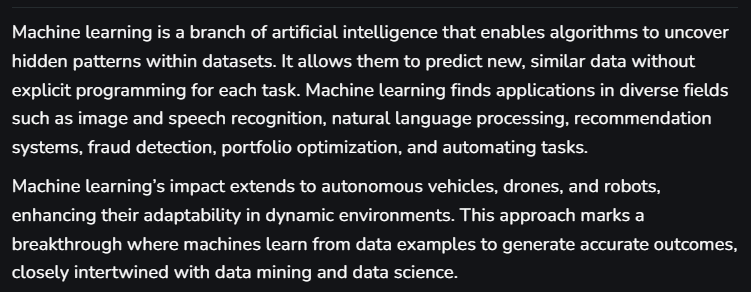 Machine learning is a branch of artificial intelligence that enables algorithms to uncover
hidden patterns within datasets. It allows them to predict new, similar data without
explicit programming for each task. Machine learning finds applications in diverse fields
such as image and speech recognition, natural language processing, recommendation
systems, fraud detection, portfolio optimization, and automating tasks.
Machine learning’s impact extends to autonomous vehicles, drones, and robots,
enhancing their adaptability in dynamic environments. This approach marks a
breakthrough where machines learn from data examples to generate accurate outcomes,
closely intertwined with data mining and data science.